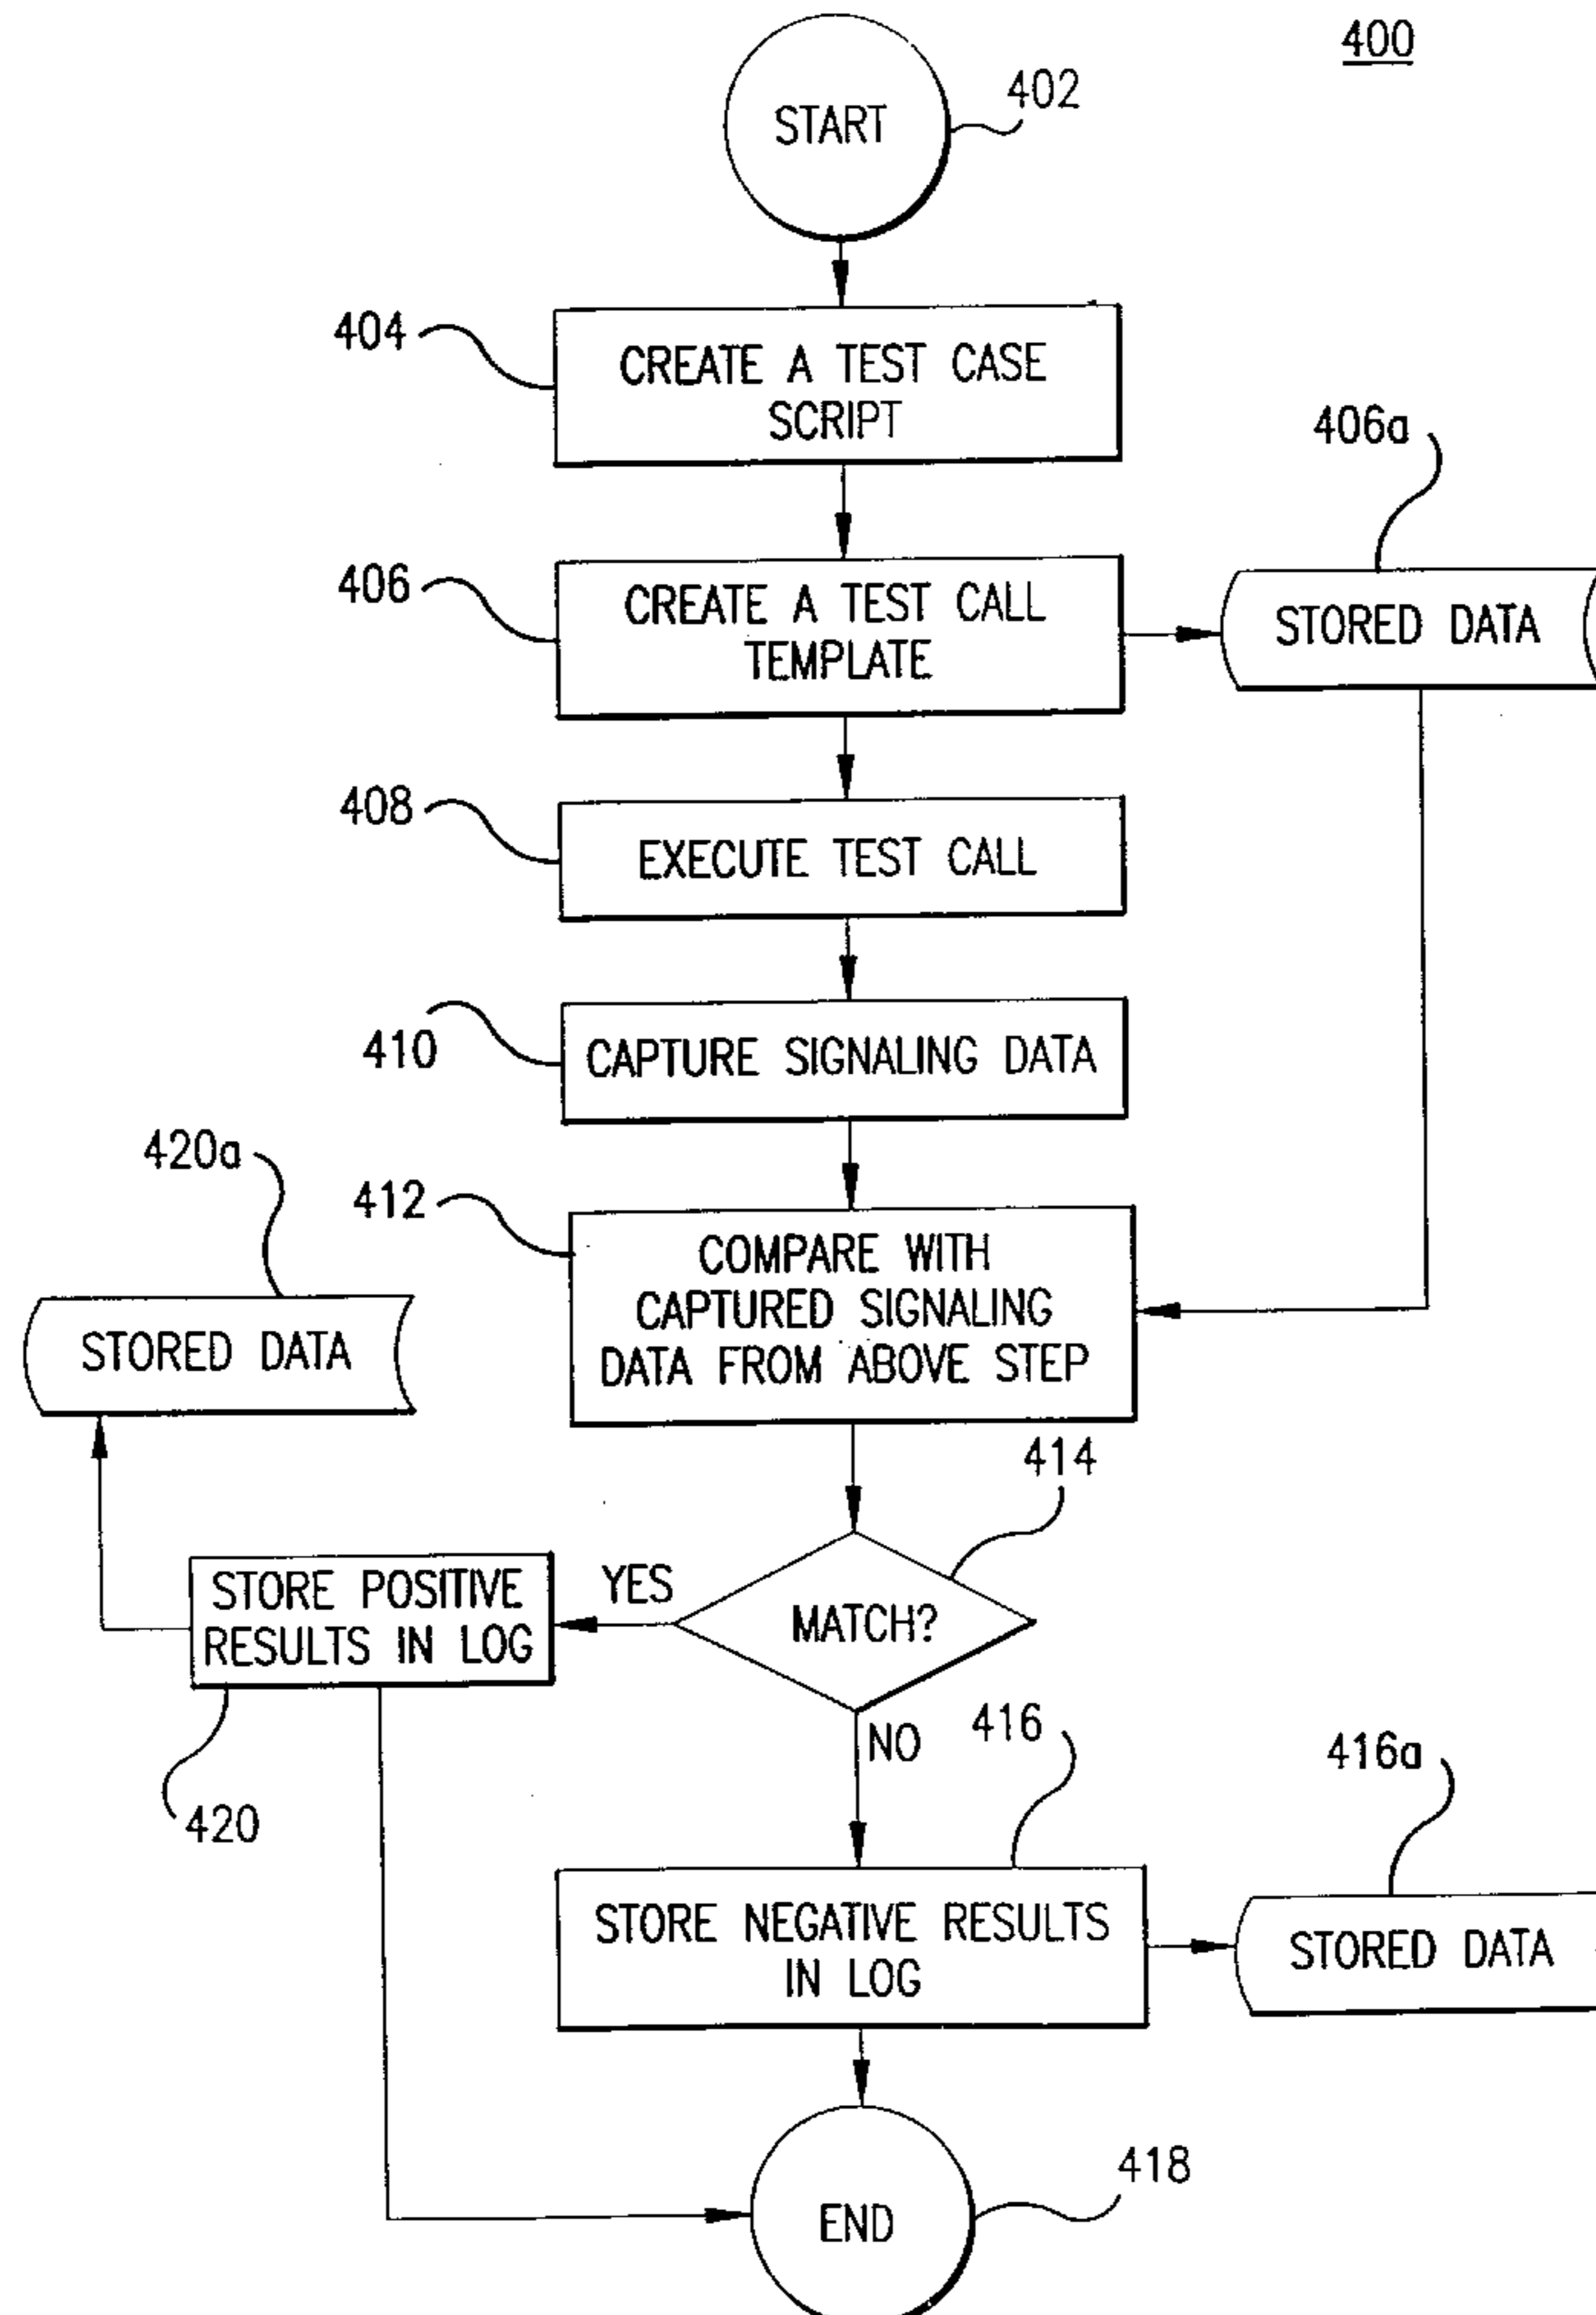 400
START
402
404
CREATE A TEST CASE
SCRIPT
406a
406
CREATE A TEST CALL
TEMPLATE
STORED DATA
408
EXECUTE TEST CALL
410
CAPTURE SIGNALING DATA
420a
412
COMPARE WITH
CAPTURED SIGNALING
DATA FROM ABOVE STEP
STORED DATA
414
YES
MATCH?
STORE POSITIVE
RESULTS IN LOG
NO
416
416a
420
STORE NEGATIVE RESULTS
IN LOG
STORED DATA
418
END